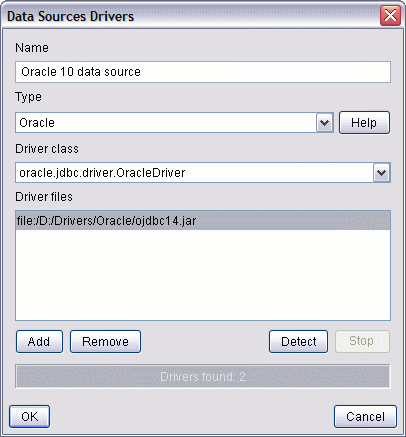 Data Sources Drivers
Name
Oracle 10 data source
Type
Oracle
Help
Driver class
oracle.jdbc.driver.OracleDriver
Driver files
file:/D:/Drivers/Oracle/ojdbc14.jar
Add Remove Detect Stop
Drivers found: 2
OK Cancel